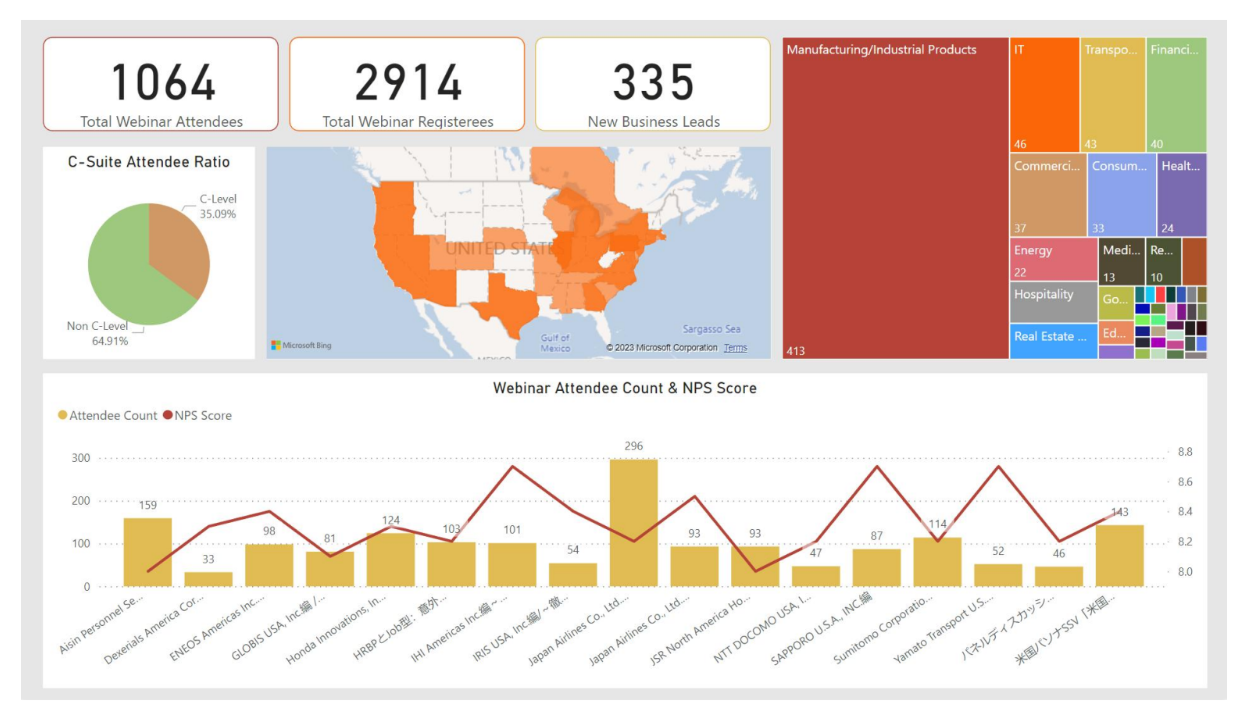 1064
Total Webinar Attendees
2914
Total Webinar Registerees
335
New Business Leads
C-Suite Attendee Ratio
C-Level
35.09%
Non C-Level
64.91%
UNITED STATES
Gulf of
Mexico
Sargasso Sea
MEXICO
Microsoft Bing
© 2023 Microsoft Corporation Terms
Manufacturing/Industrial Products
413
IT
46
Transpo...
43
Financi...
40
Commerci...
37
Consum...
33
Healt...
24
Energy
22
Medi...
13
Re...
10
Hospitality
Go...
Real Estate ...
Ed...
Webinar Attendee Count & NPS Score
Attendee Count NPS Score
300
200
100
0
8.8
8.6
8.4
8.2
8.0
159
33
98
81
124
103
101
54
296
93
93
47
87
114
52
46
143
Aisin Personnel Se...
Dexerials America Cor...
ENEOS Americas Inc....
GLOBIS USA, Inc.編 /...
Honda Innovations, In...
HRBPとJob型：意外...
IHI Americas Inc.編～...
IRIS USA, Inc.編/～徹...
Japan Airlines Co., Ltd....
Japan Airlines Co., Ltd....
JSR North America Ho...
NTT DOCOMO USA, I...
SAPPORO U.S.A., INC.編
Sumitomo Corporatio...
Yamato Transport U.S....
パネルディスカッシ...
米国パソナSSV「米国...